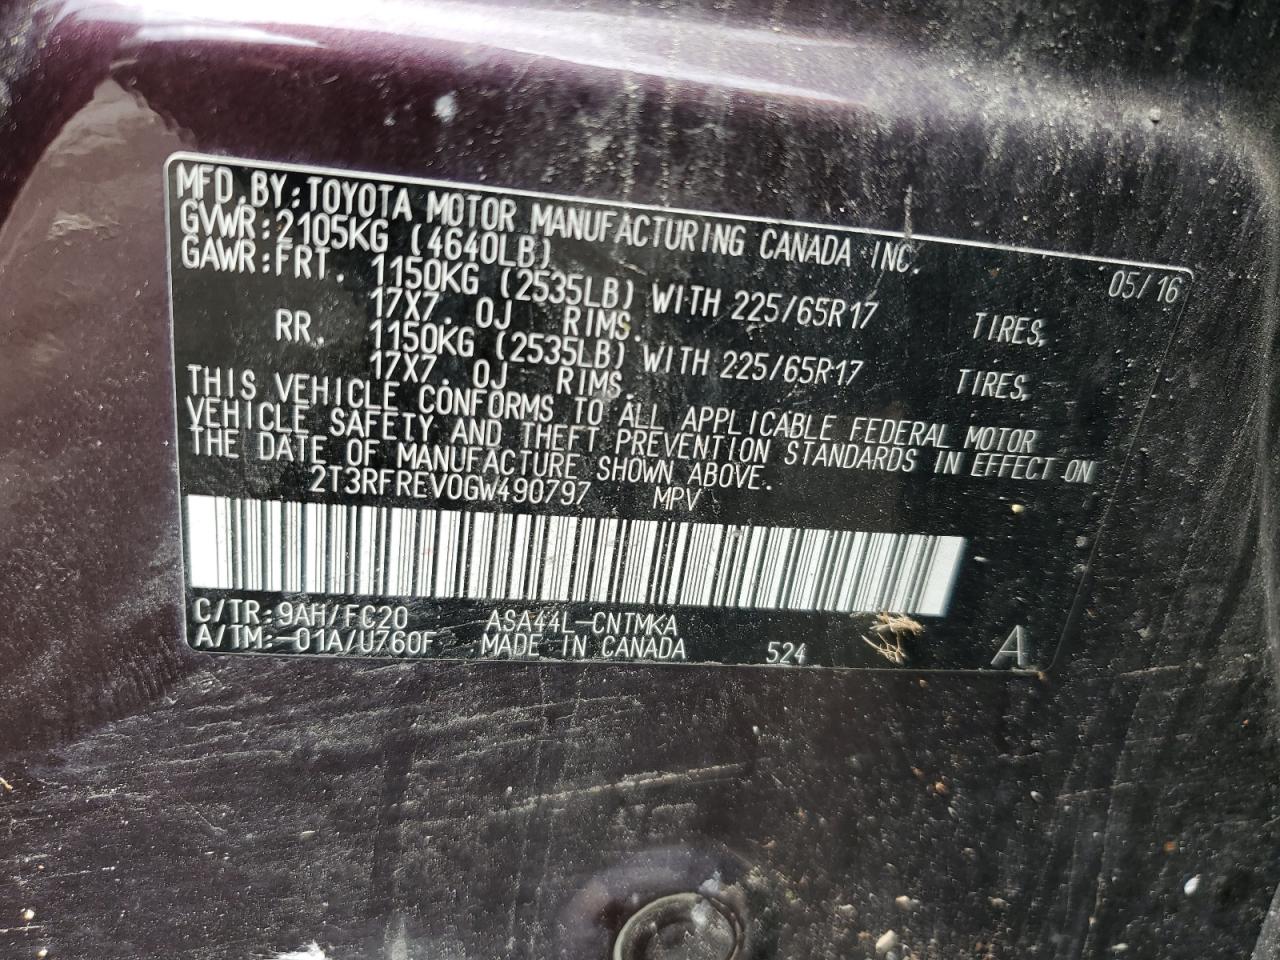 MFD. BY: TOYOTA MOTOR MANUFACTURING CANADA INC.
GVWR: 2105KG (4640LB) 05/16
GAWR: FRT. 1150KG (2535LB) WITH 225/65R17 TIRES,
17X7. 0J RIMS.
RR. 1150KG (2535LB) WITH 225/65R17 TIRES,
17X7. 0J RIMS.
THIS VEHICLE CONFORMS TO ALL APPLICABLE FEDERAL MOTOR
VEHICLE SAFETY AND THEFT PREVENTION STANDARDS IN EFFECT ON
THE DATE OF MANUFACTURE SHOWN ABOVE.
2T3RFREV0GW490797 MPV
C/TR: 9AH/FC20 ASA44L-CNTMKA
A/TM: -01A/U760F MADE IN CANADA 524 A